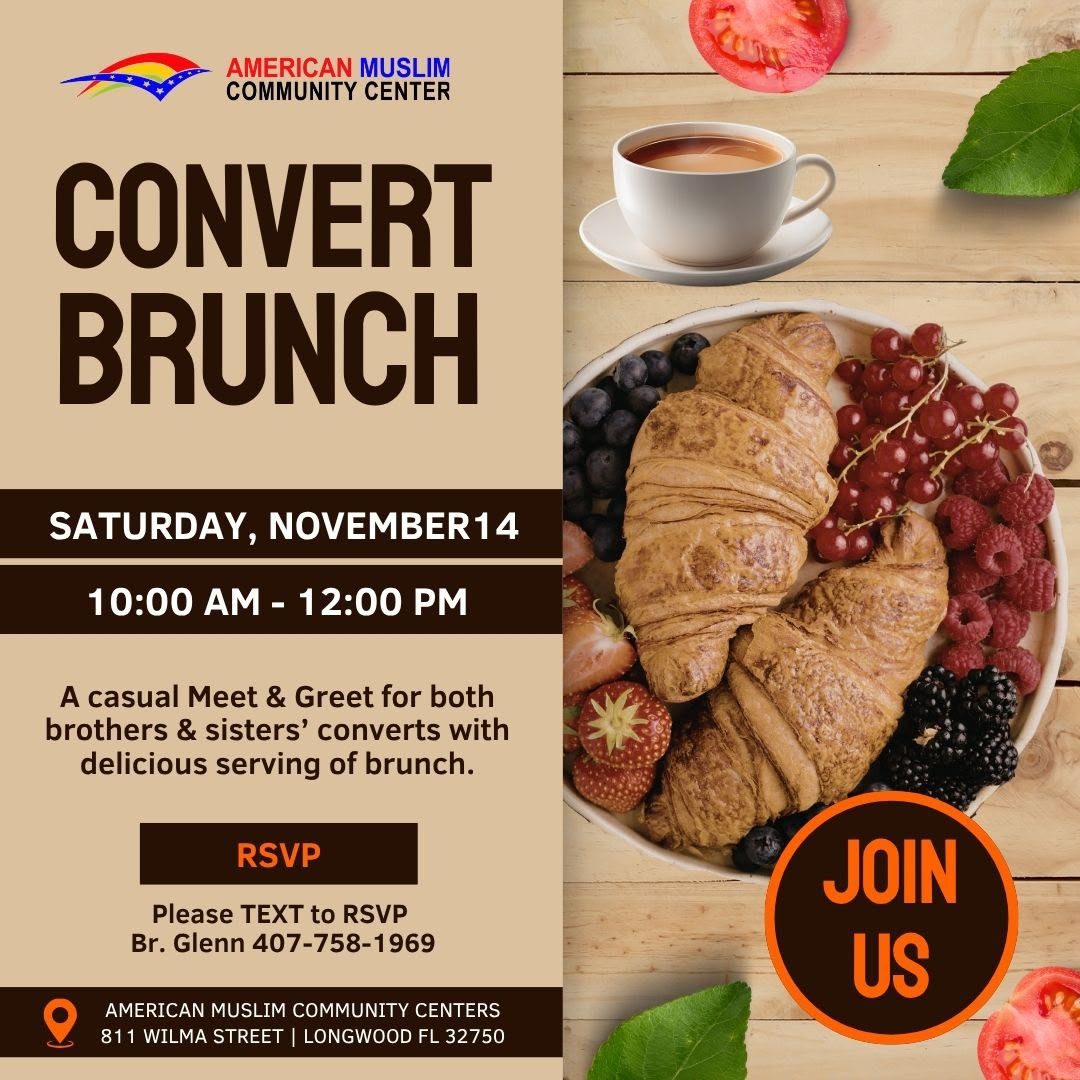 AMERICAN MUSLIM
COMMUNITY CENTER
CONVERT
BRUNCH
SATURDAY, NOVEMBER14
10:00 AM - 12:00 PM
A casual Meet & Greet for both
brothers & sisters’ converts with
delicious serving of brunch.
RSVP
Please TEXT to RSVP
Br. Glenn 407-758-1969
AMERICAN MUSLIM COMMUNITY CENTERS
811 WILMA STREET | LONGWOOD FL 32750
JOIN
US